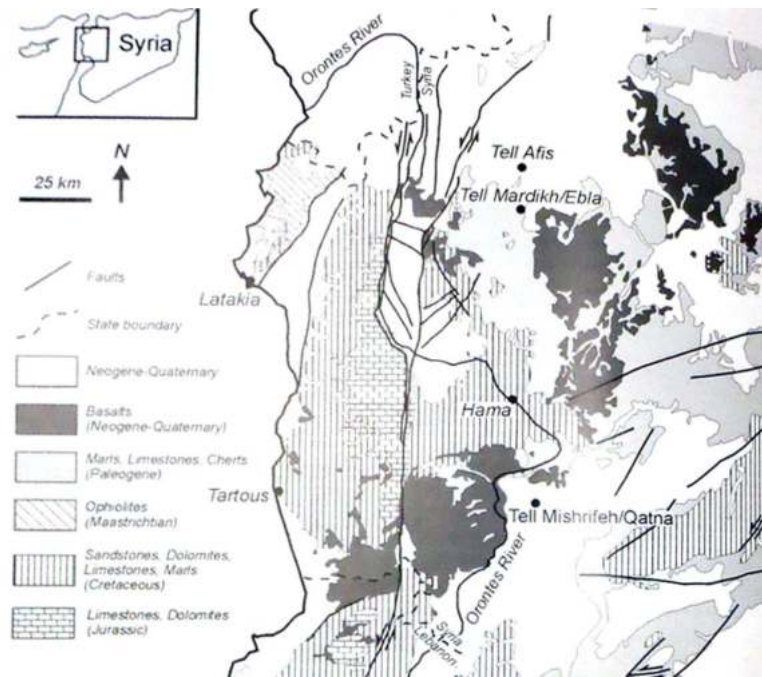 Syria
Orontes River
Turkey
Syria
N
25 km
Tell Afis
Tell Mardikh/Ebla
Latakia
Faults
State boundary
Neogene-Quaternary
Hama
Basalts
(Neogene-Quaternary)
Marls, Limestones, Cherts
(Paleogene)
Tartous
Tell Mishrifeh/Qatna
Ophiolites
(Maastrichtian)
Sandstones, Dolomites,
Limestones, Marls
(Cretaceous)
Orontes River
Limestones, Dolomites
(Jurassic)
Syria
Lebanon